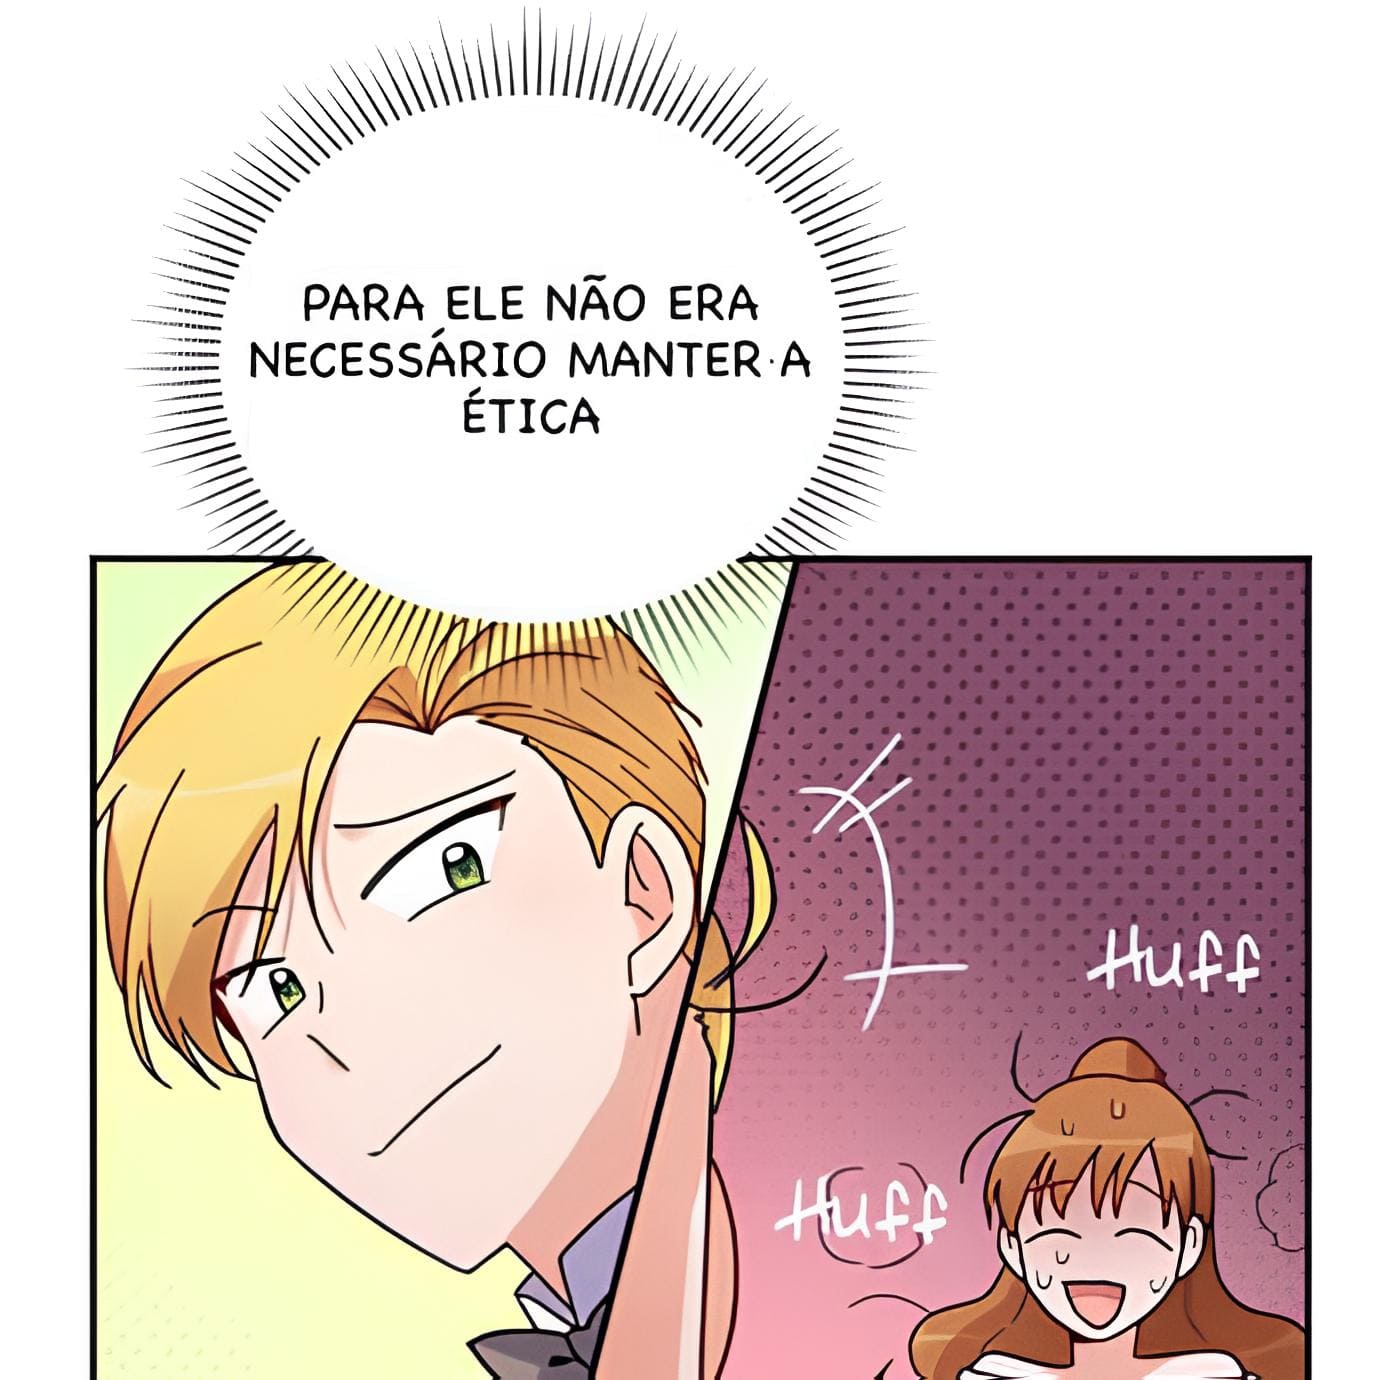 PARA ELE NÃO ERA
NECESSÁRIO MANTER A
ÉTICA
Huff
Huff